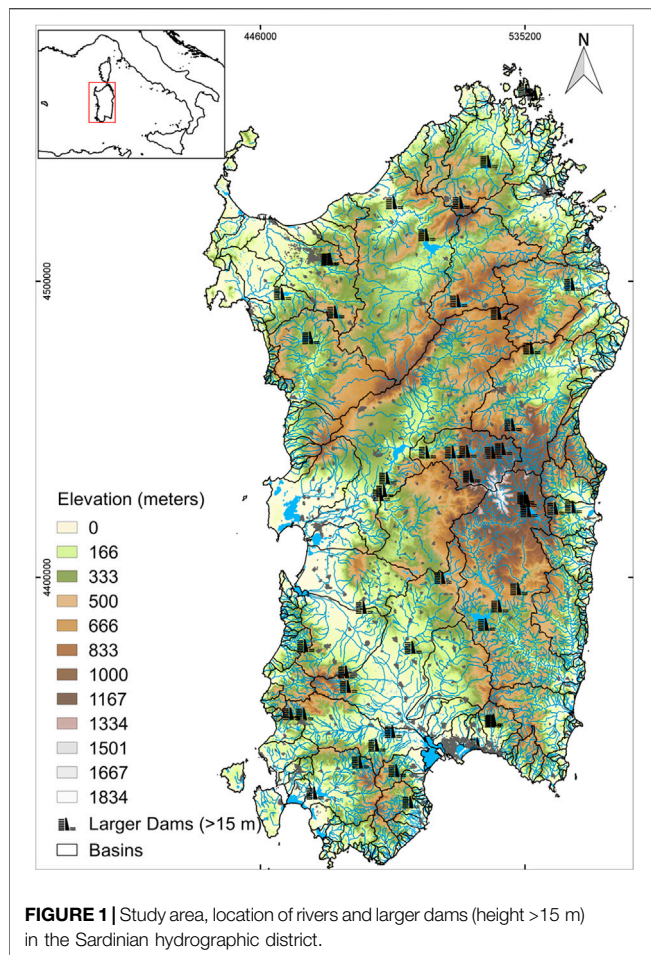 446000
535200
N
4500000
4400000
Elevation (meters)
0
166
333
500
666
833
1000
1167
1334
1501
1667
1834
Larger Dams (>15 m)
Basins
FIGURE 1 | Study area, location of rivers and larger dams (height >15 m)
in the Sardinian hydrographic district.